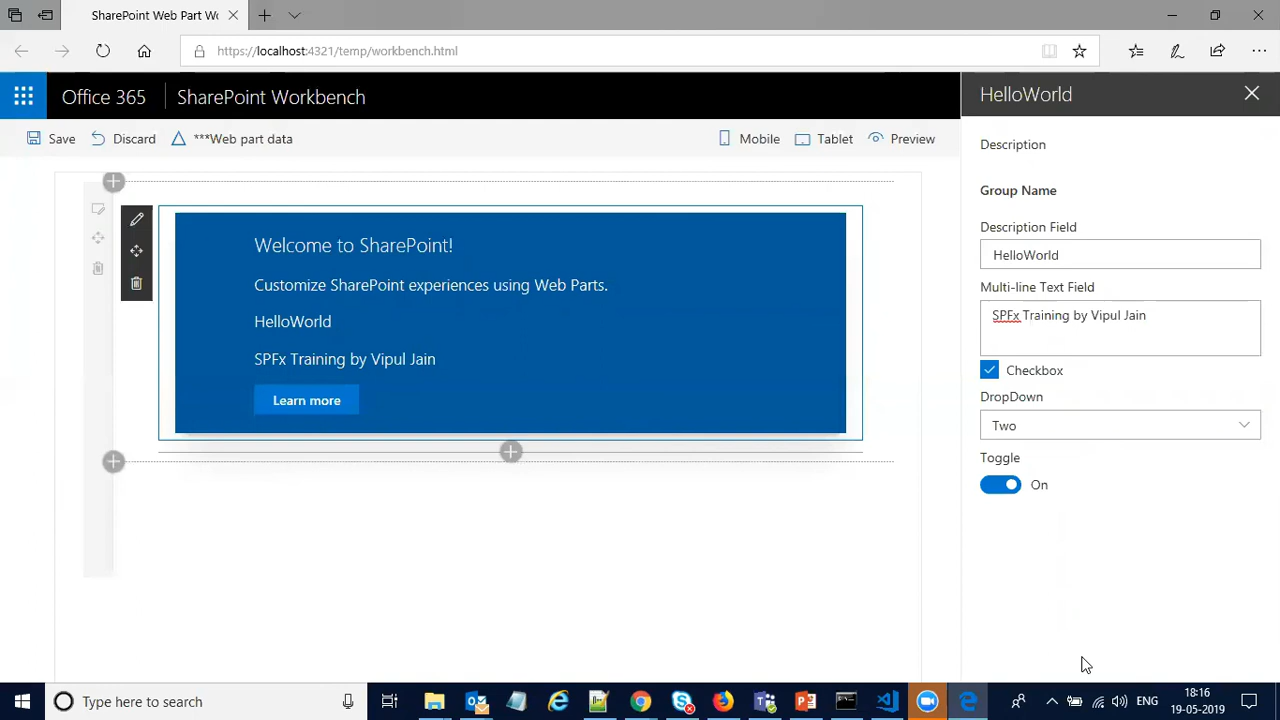 SharePoint Web Part Wo
https://localhost:4321/temp/workbench.html
Office 365 SharePoint Workbench
HelloWorld
Save Discard ***Web part data Mobile Tablet Preview
Welcome to SharePoint!
Customize SharePoint experiences using Web Parts.
HelloWorld
SPFx Training by Vipul Jain
Learn more
Description
Group Name
Description Field
HelloWorld
Multi-line Text Field
SPFx Training by Vipul Jain
Checkbox
DropDown
Two
Toggle
On
Type here to search
ENG
18:16
19-05-2019